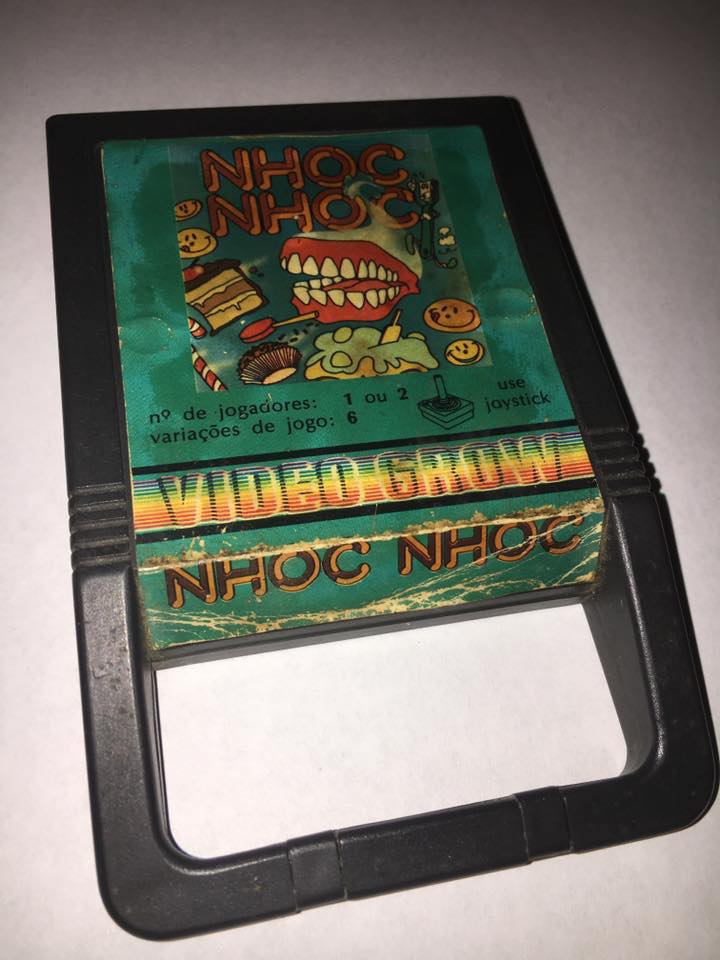 NHOC
NHOC
nº de jogadores: 1 ou 2
variações de jogo: 6
use
joystick
VIDEO GROW
NHOC NHOC